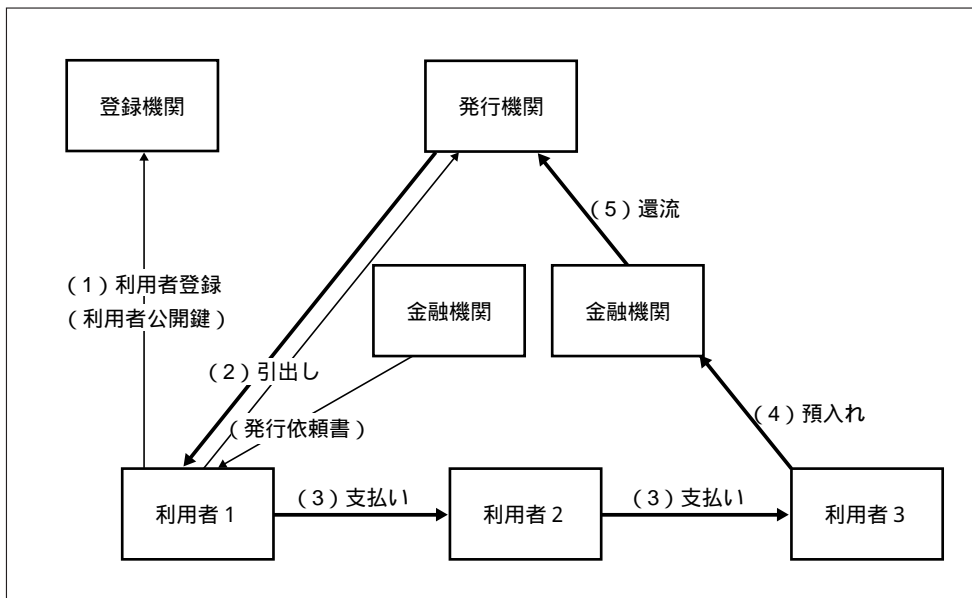 登録機関
発行機関
（５）還流
（１）利用者登録
（利用者公開鍵）
金融機関
金融機関
（２）引出し
（４）預入れ
（発行依頼書）
利用者１
（３）支払い
利用者２
（３）支払い
利用者３